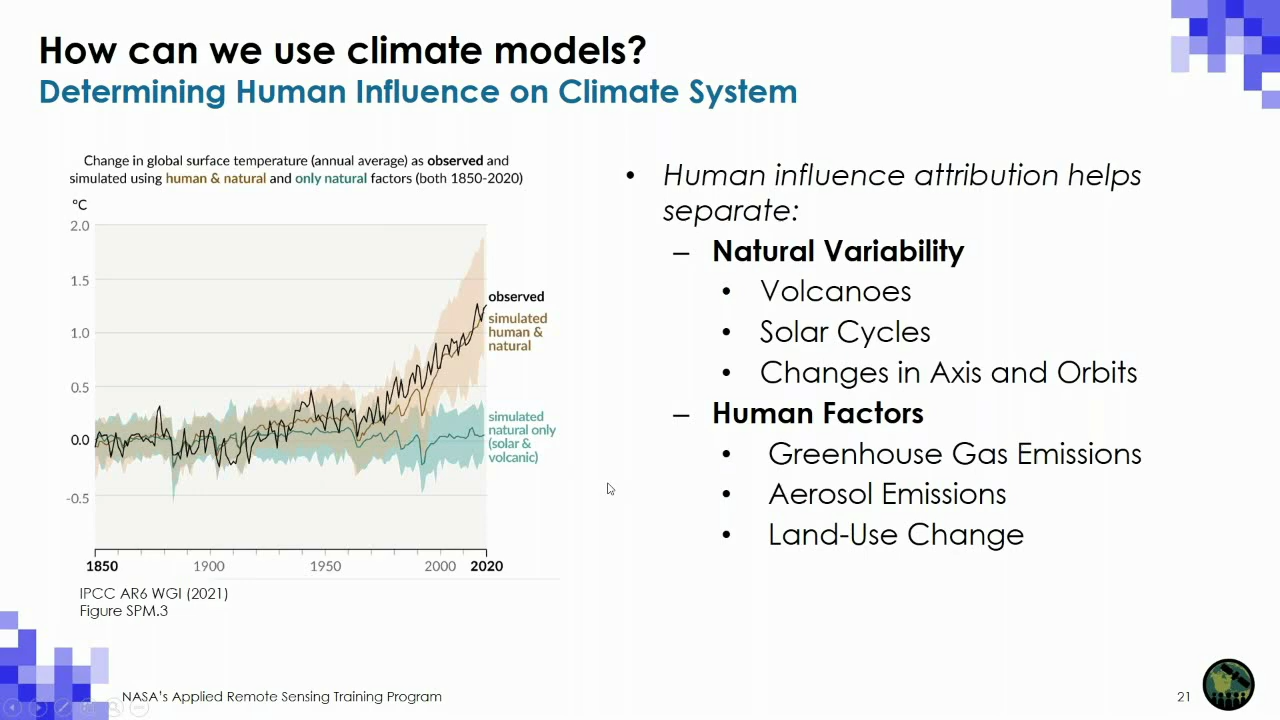 How can we use climate models?
Determining Human Influence on Climate System
Change in global surface temperature (annual average) as observed and
simulated using human & natural and only natural factors (both 1850-2020)
ºC
2.0
1.5
1.0
0.5
0.0
-0.5
observed
simulated
human &
natural
simulated
natural only
(solar &
volcanic)
1850 1900 1950 2000 2020
IPCC AR6 WGI (2021)
Figure SPM.3
• Human influence attribution helps
separate:
– Natural Variability
• Volcanoes
• Solar Cycles
• Changes in Axis and Orbits
– Human Factors
• Greenhouse Gas Emissions
• Aerosol Emissions
• Land-Use Change
NASA's Applied Remote Sensing Training Program
21